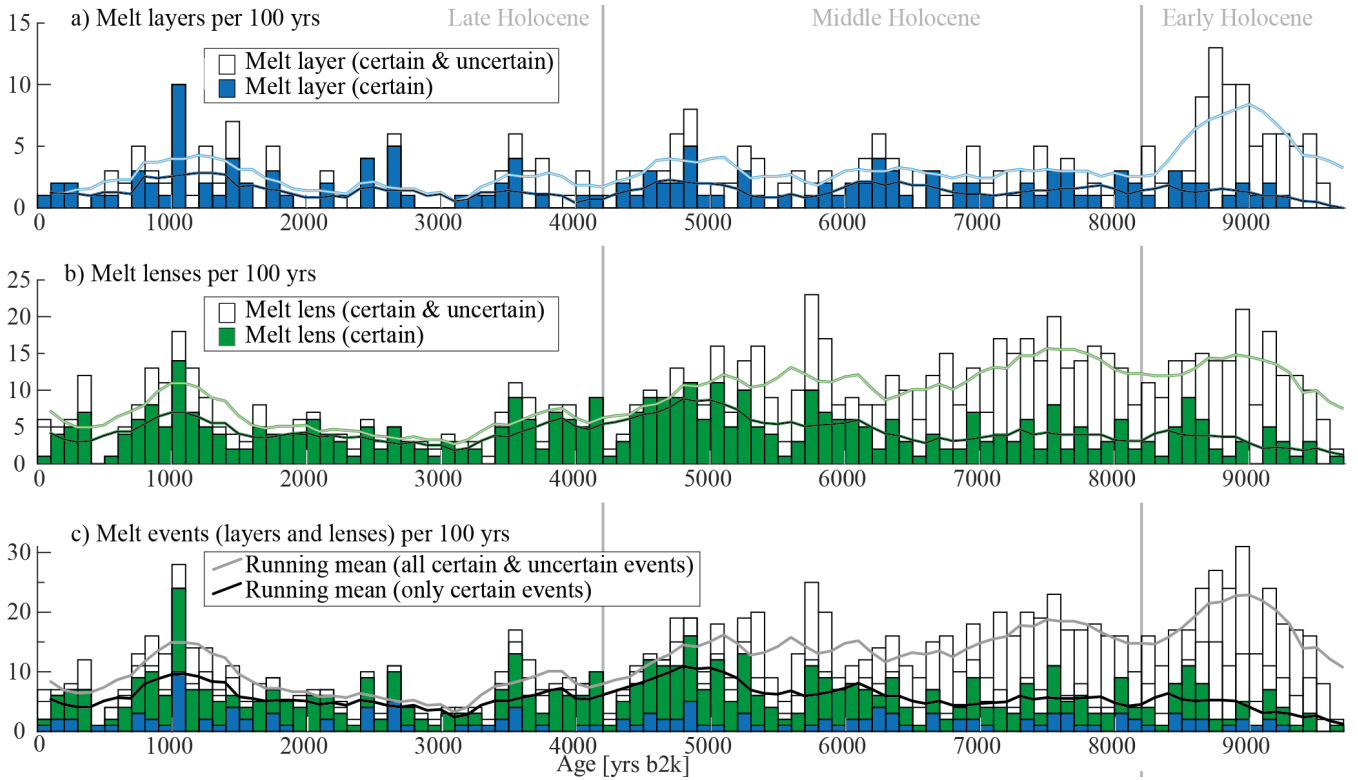 Late Holocene Middle Holocene Early Holocene
a) Melt layers per 100 yrs
Melt layer (certain & uncertain)
Melt layer (certain)
15
10
5
0
0 1000 2000 3000 4000 5000 6000 7000 8000 9000
b) Melt lenses per 100 yrs
Melt lens (certain & uncertain)
Melt lens (certain)
25
20
15
10
5
0
0 1000 2000 3000 4000 5000 6000 7000 8000 9000
c) Melt events (layers and lenses) per 100 yrs
Running mean (all certain & uncertain events)
Running mean (only certain events)
30
20
10
0
0 1000 2000 3000 4000 5000 6000 7000 8000 9000
Age [yrs b2k]